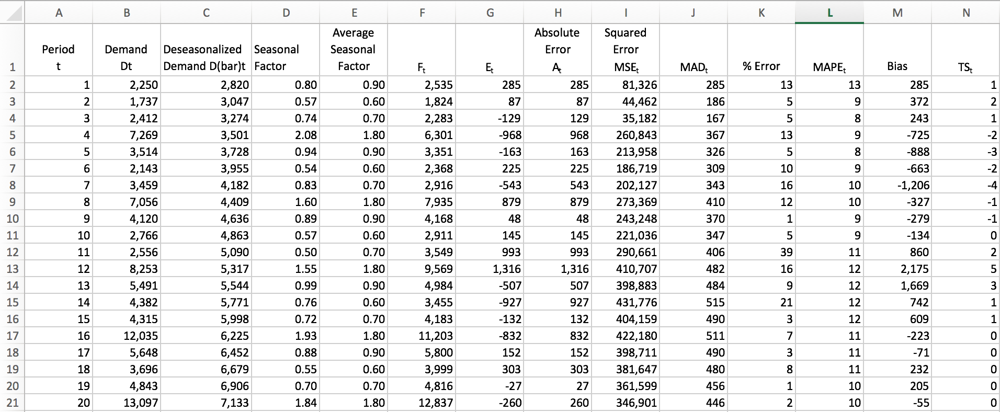 A B C D E F G H I J K L M N
Average Absolute Squared
Period Demand Deseasonalized Seasonal Seasonal Error Error
1 t Dt Demand D(bar)t Factor Factor Ft Et At MSEt MADt % Error MAPEt Bias TSt
2 1 2,250 2,820 0.80 0.90 2,535 285 285 81,326 285 13 13 285 1
3 2 1,737 3,047 0.57 0.60 1,824 87 87 44,462 186 5 9 372 2
4 3 2,412 3,274 0.74 0.70 2,283 -129 129 35,182 167 5 8 243 1
5 4 7,269 3,501 2.08 1.80 6,301 -968 968 260,843 367 13 9 -725 -2
6 5 3,514 3,728 0.94 0.90 3,351 -163 163 213,958 326 5 8 -888 -3
7 6 2,143 3,955 0.54 0.60 2,368 225 225 186,719 309 10 9 -663 -2
8 7 3,459 4,182 0.83 0.70 2,916 -543 543 202,127 343 16 10 -1,206 -4
9 8 7,056 4,409 1.60 1.80 7,935 879 879 273,369 410 12 10 -327 -1
10 9 4,120 4,636 0.89 0.90 4,168 48 48 243,248 370 1 9 -279 -1
11 10 2,766 4,863 0.57 0.60 2,911 145 145 221,036 347 5 9 -134 0
12 11 2,556 5,090 0.50 0.70 3,549 993 993 290,661 406 39 11 860 2
13 12 8,253 5,317 1.55 1.80 9,569 1,316 1,316 410,707 482 16 12 2,175 5
14 13 5,491 5,544 0.99 0.90 4,984 -507 507 398,883 484 9 12 1,669 3
15 14 4,382 5,771 0.76 0.60 3,455 -927 927 431,776 515 21 12 742 1
16 15 4,315 5,998 0.72 0.70 4,183 -132 132 404,159 490 3 12 609 1
17 16 12,035 6,225 1.93 1.80 11,203 -832 832 422,180 511 7 11 -223 0
18 17 5,648 6,452 0.88 0.90 5,800 152 152 398,711 490 3 11 -71 0
19 18 3,696 6,679 0.55 0.60 3,999 303 303 381,647 480 8 11 232 0
20 19 4,843 6,906 0.70 0.70 4,816 -27 27 361,599 456 1 10 205 0
21 20 13,097 7,133 1.84 1.80 12,837 -260 260 346,901 446 2 10 -55 0